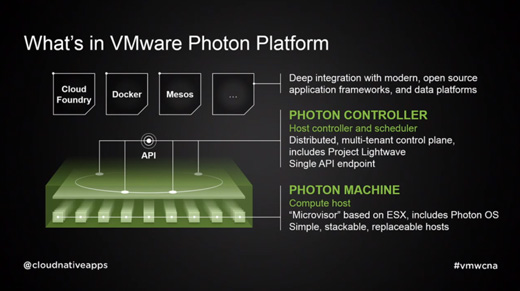 What's in VMware Photon Platform
Cloud
Foundry
Docker
Mesos
...
Deep integration with modern, open source
application frameworks, and data platforms
API
PHOTON CONTROLLER
Host controller and scheduler
Distributed, multi-tenant control plane,
includes Project Lightwave
Single API endpoint
PHOTON MACHINE
Compute host
“Microvisor” based on ESX, includes Photon OS
Simple, stackable, replaceable hosts
@cloudnativeapps
#vmwcna